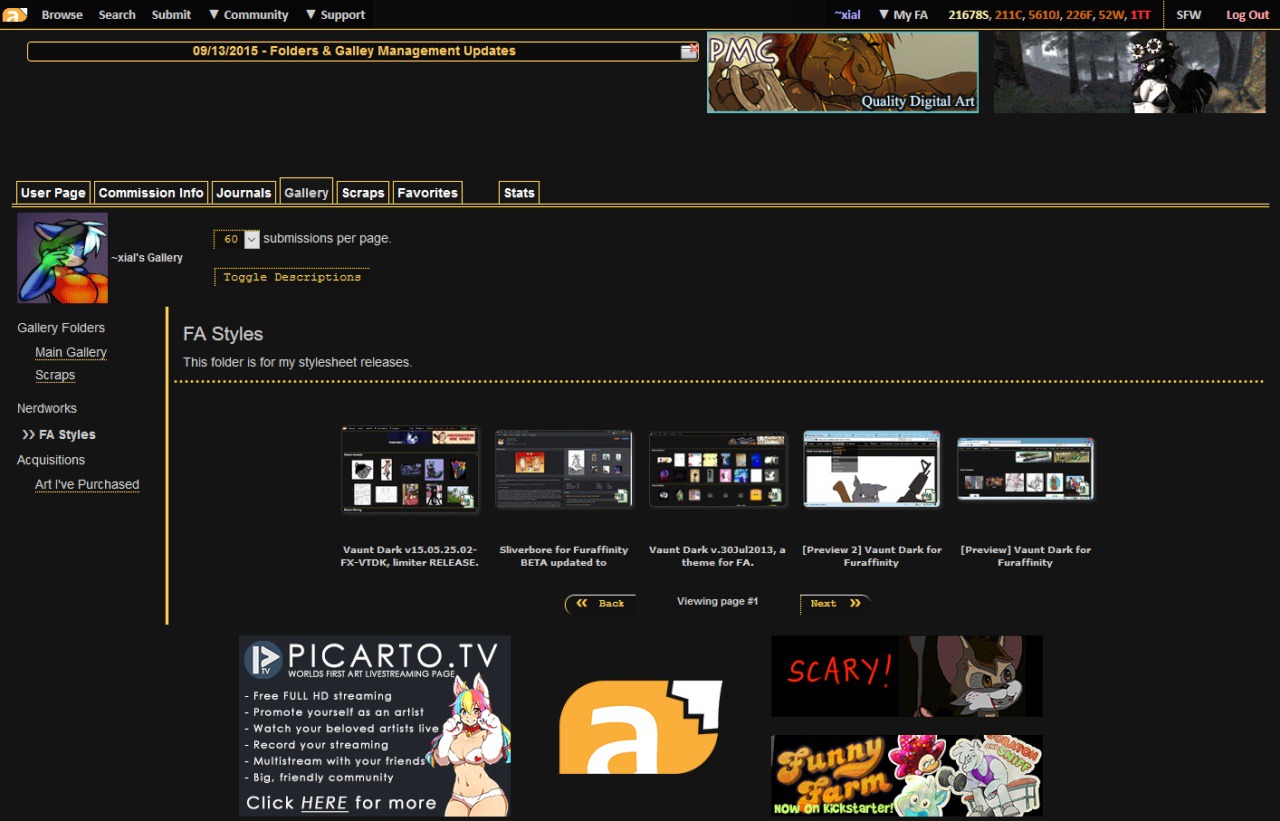 Browse Search Submit ▼ Community ▼ Support ~xial ▼ My FA 21678S, 211C, 5610J, 226F, 52W, 1TT SFW Log Out
09/13/2015 - Folders & Galley Management Updates
PMC
Quality Digital Art
User Page Commission Info Journals Gallery Scraps Favorites Stats
60 submissions per page.
~xial's Gallery
Toggle Descriptions
Gallery Folders
Main Gallery
Scraps
Nerdworks
❯❯ FA Styles
Acquisitions
Art I've Purchased
FA Styles
This folder is for my stylesheet releases.
Vaunt Dark v15.05.25.02-
FX-VTDK, limiter RELEASE.
Sliverbore for Furaffinity
BETA updated to
Vaunt Dark v.30Jul2013, a
theme for FA.
[Preview 2] Vaunt Dark for
Furaffinity
[Preview] Vaunt Dark for
Furaffinity
« Back Viewing page #1 Next »
PICARTO.TV
TV
WORLDS FIRST ART LIVESTREAMING PAGE
- Free FULL HD streaming
- Promote yourself as an artist
- Watch your beloved artists live
- Record your streaming
- Multistream with your friends
- Big, friendly community
Click HERE for more
a
SCARY!
Funny
Farm
SCRATCH
AND
SNIFF
NOW ON KICKSTARTER!